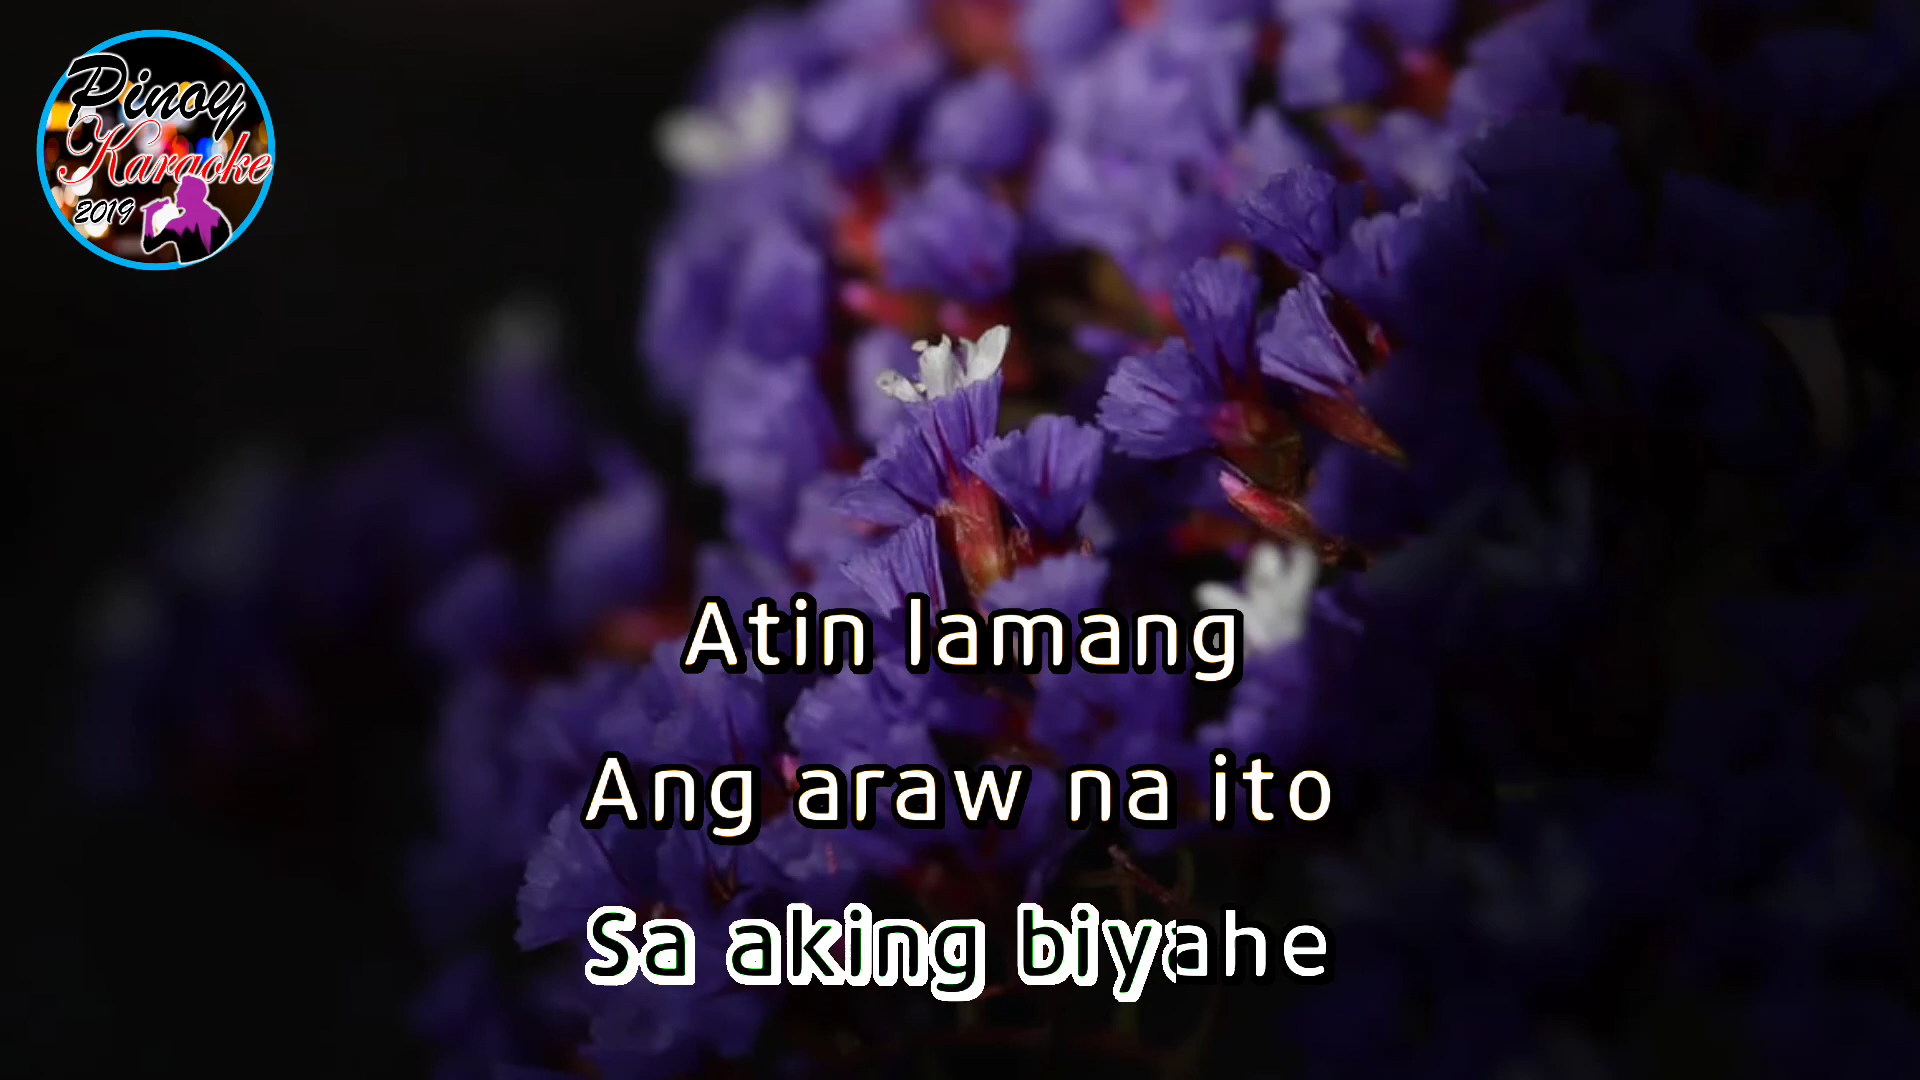 Pinoy
Karaoke
2019
Atin lamang
Ang araw na ito
Sa aking biyahe